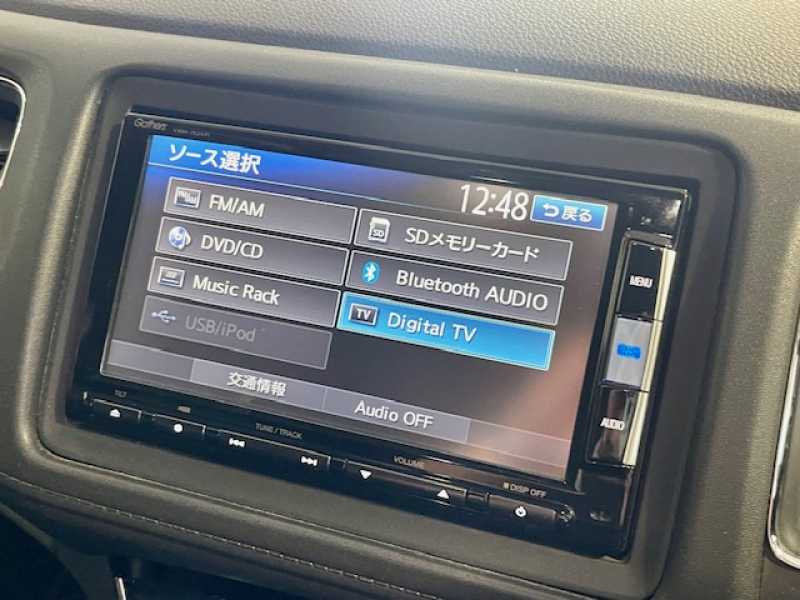 Gathers
ソース選択
12:48
戻る
FM/AM
SDメモリーカード
SD
DVD/CD
Bluetooth AUDIO
Music Rack
TV
Digital TV
USB/iPod
交通情報
Audio OFF
MENU
AUDIO
TILT
TUNE / TRACK
VOLUME
DISP OFF